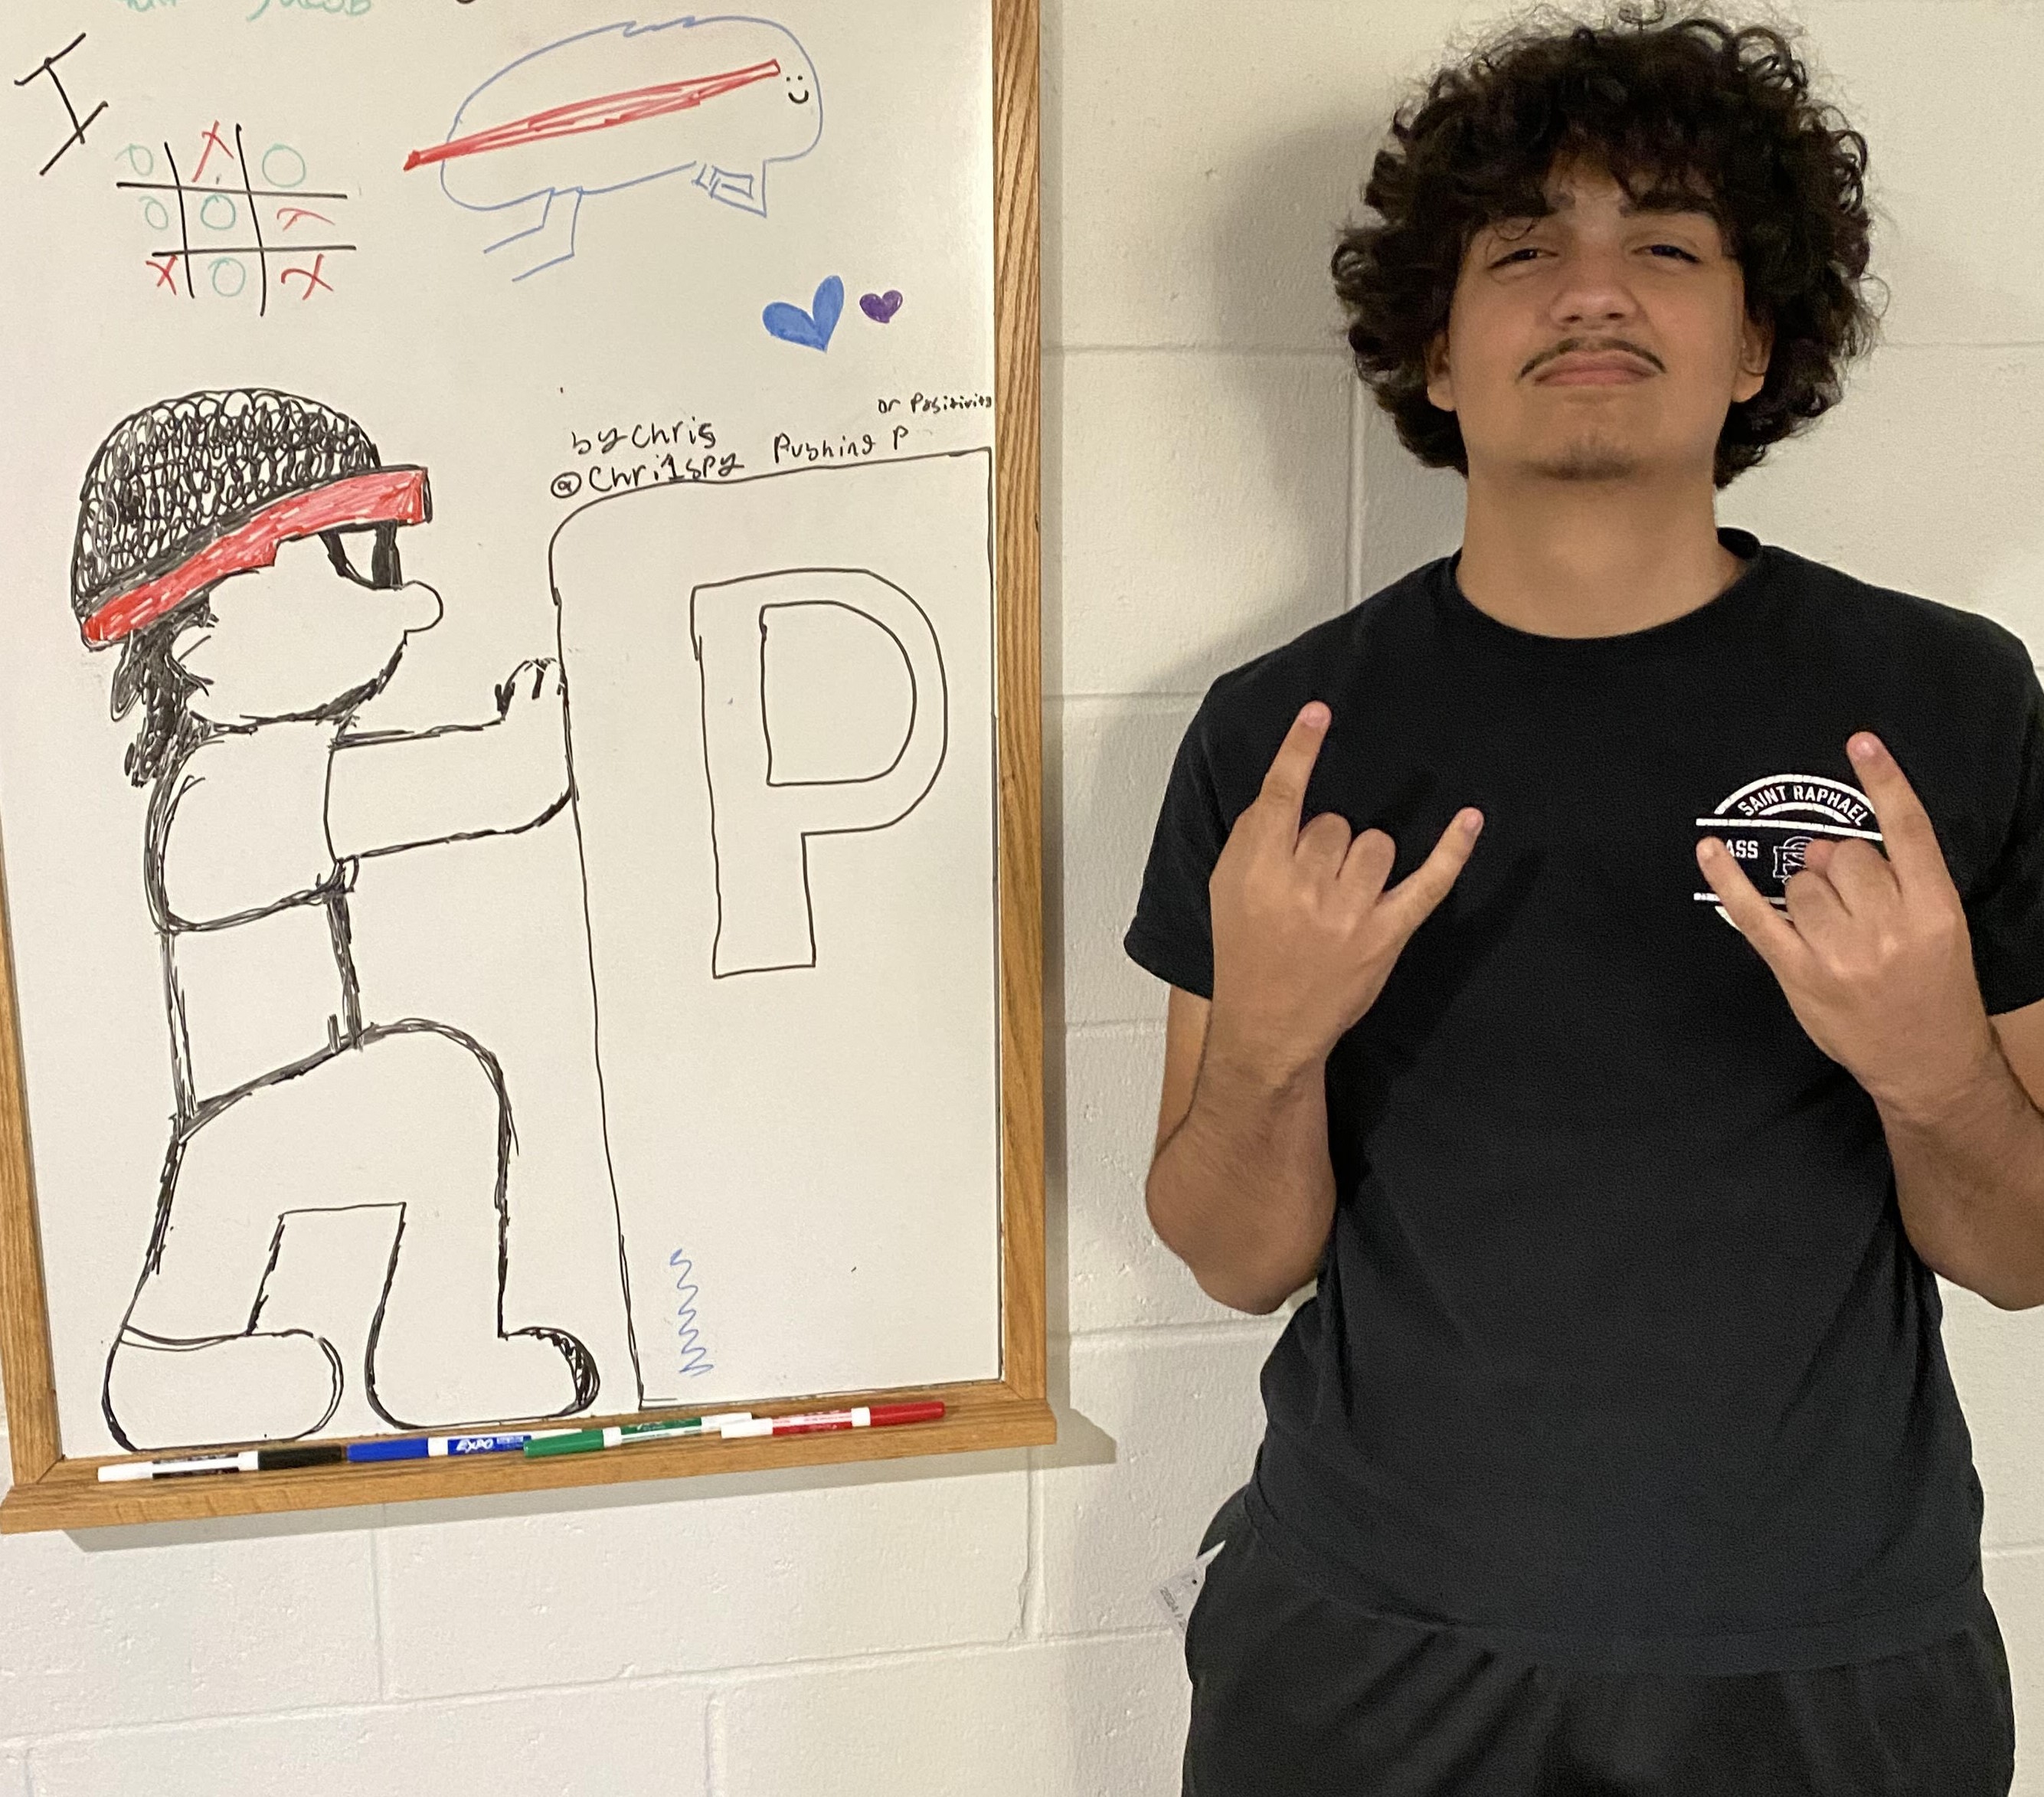 I
O X O
O O X
X O X
or Positivity
by Chris
Pushing P
@Chri1spy
P
EXPO
SAINT RAPHAEL
ASS